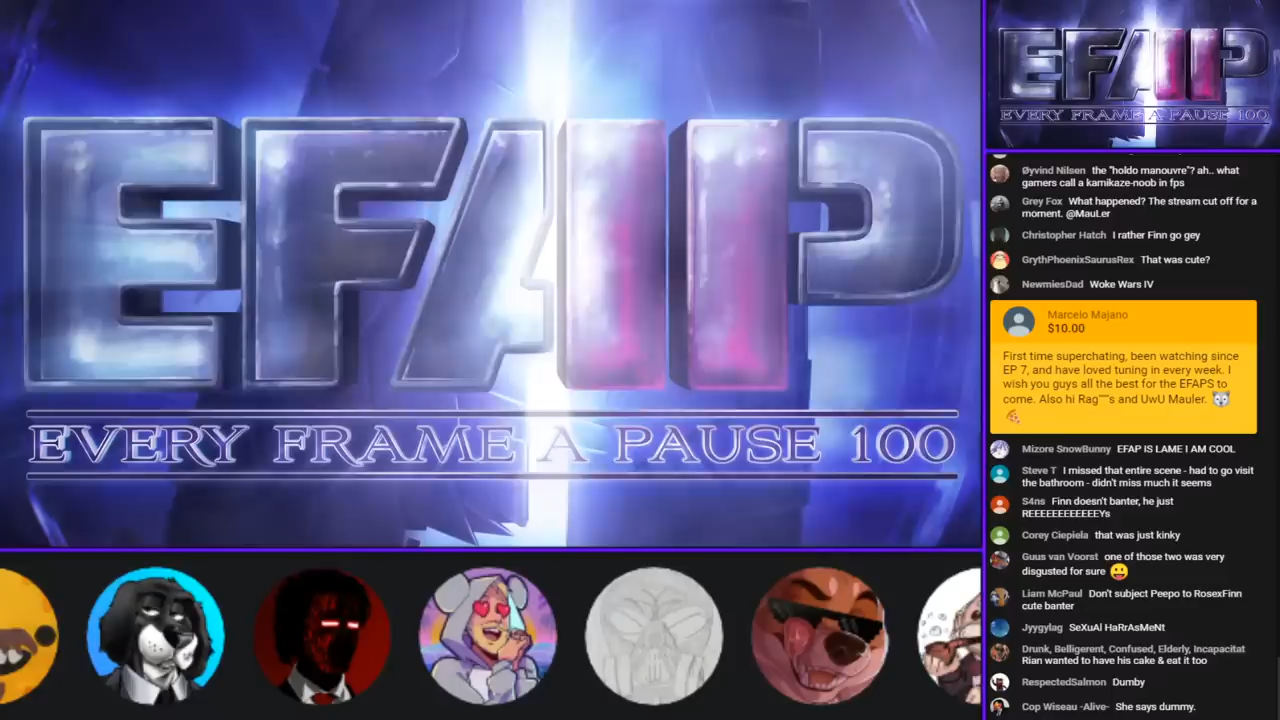 EFAP
EVERY FRAME A PAUSE 100
EFAP
EVERY FRAME A PAUSE 100
Øyvind Nilsen the "holdo manouvre"? ah.. what
gamers call a kamikaze-noob in fps
Grey Fox What happened? The stream cut off for a
moment. @MauLer
Christopher Hatch I rather Finn go gey
GrythPhoenixSaurusRex That was cute?
NewmiesDad Woke Wars IV
Marcelo Majano
$10.00
First time superchating, been watching since
EP 7, and have loved tuning in every week. I
wish you guys all the best for the EFAPS to
come. Also hi Rag"""s and UwU Mauler. 🐺
🍕
Mizore SnowBunny EFAP IS LAME I AM COOL
Steve T I missed that entire scene - had to go visit
the bathroom - didn't miss much it seems
S4ns Finn doesn't banter, he just
REEEEEEEEEEEYs
Corey Ciepiela that was just kinky
Guus van Voorst one of those two was very
disgusted for sure 😛
Liam McPaul Don't subject Peepo to RosexFinn
cute banter
Jyygylag SeXuAl HaRrAsMeNt
Drunk, Belligerent, Confused, Elderly, Incapacitat
Rian wanted to have his cake & eat it too
RespectedSalmon Dumby
Cop Wiseau -Alive- She says dummy.